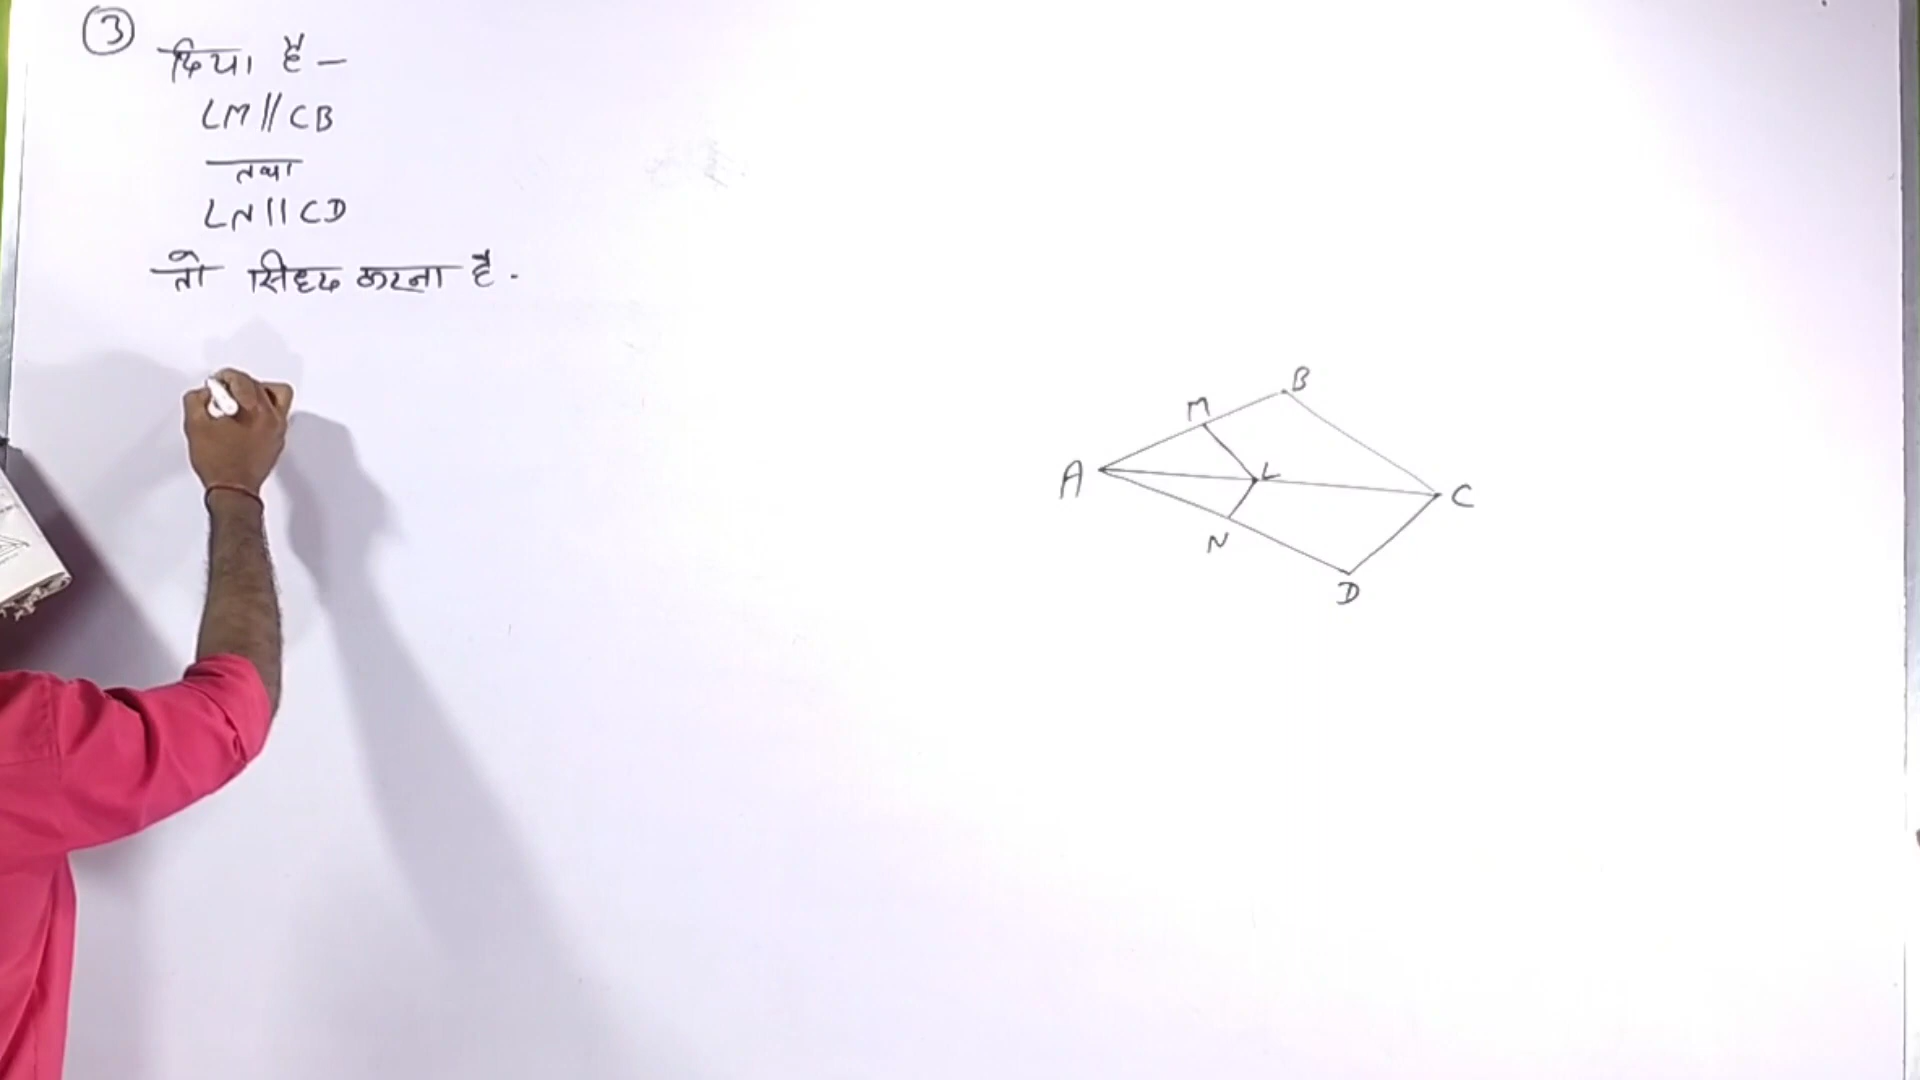 ③
दिया है –
LM || CB
तथा
LN || CD
तो सिद्ध करना है -
B
M
A
L
C
N
D